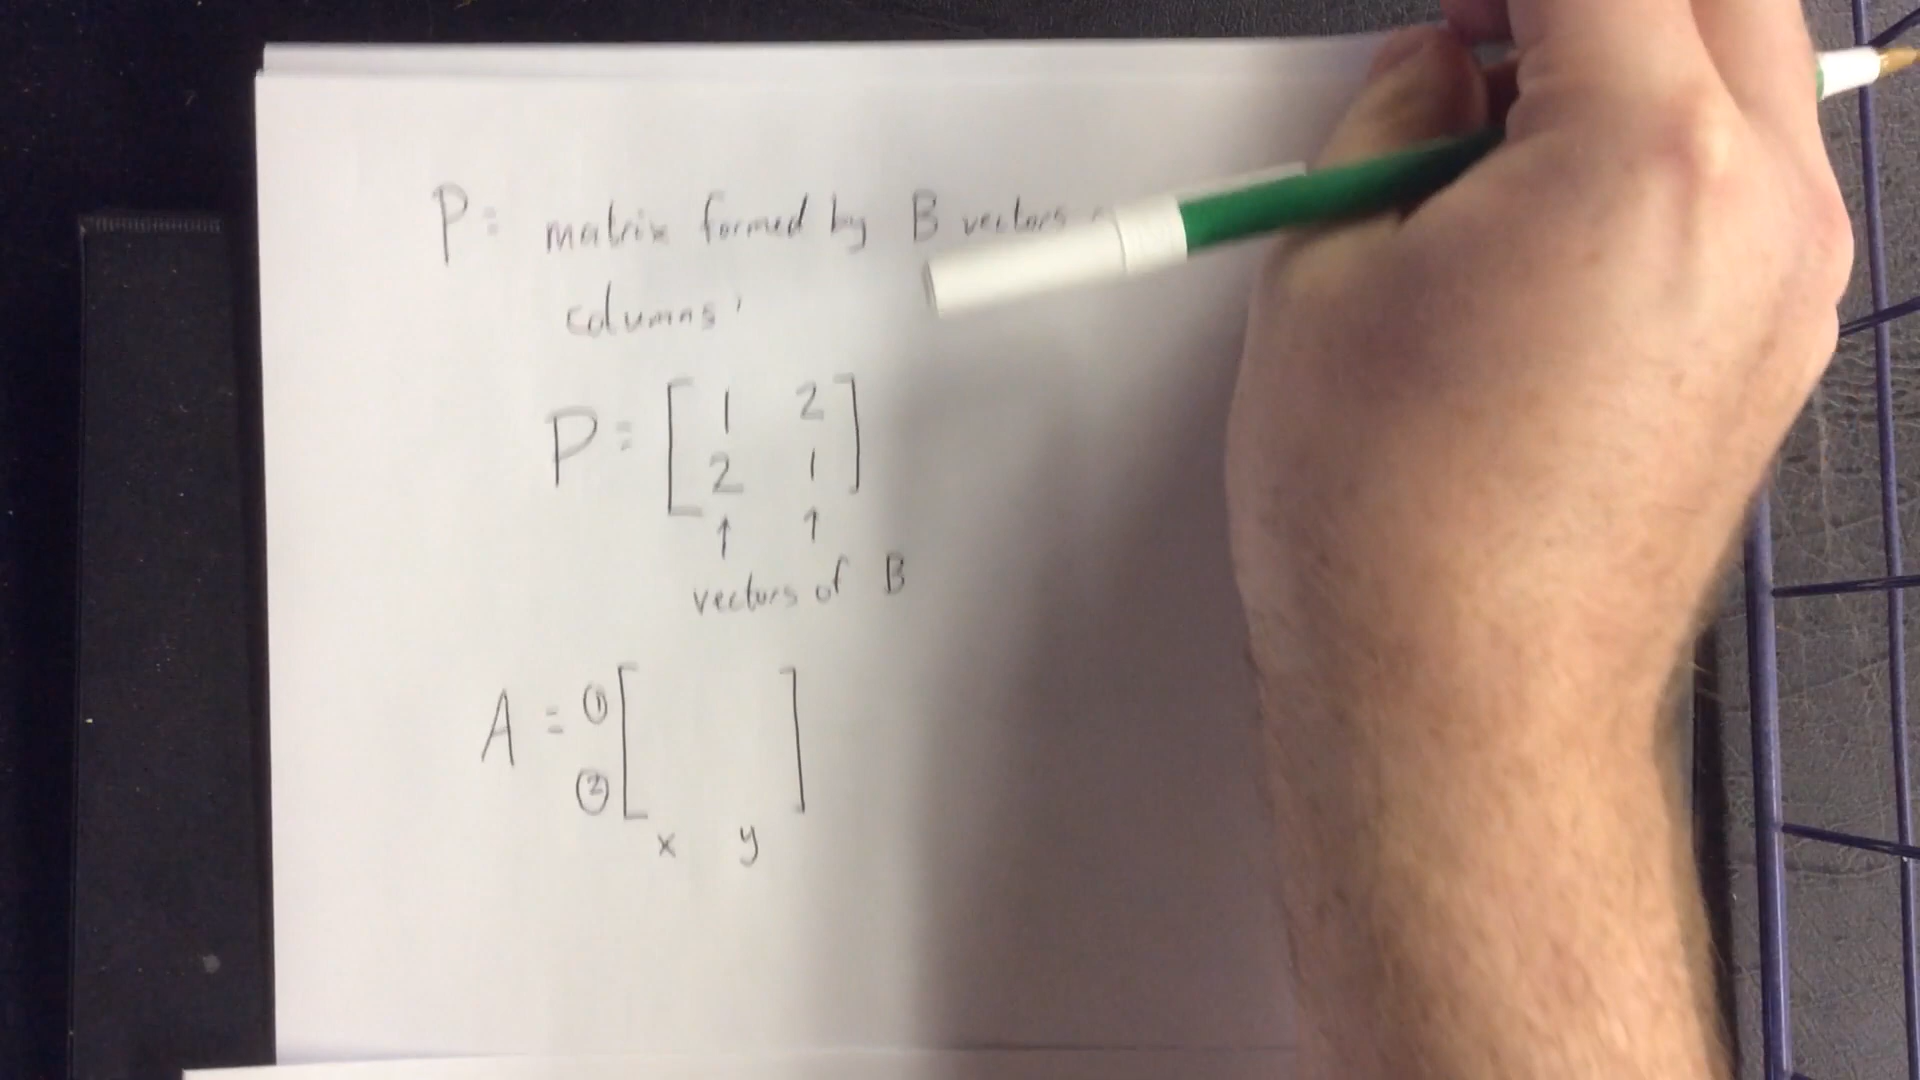 P = matrix formed by B vectors
columns:
P = [ 1 2
2 1 ]
↑ ↑
vectors of B
A = ① [ ]
②
x y